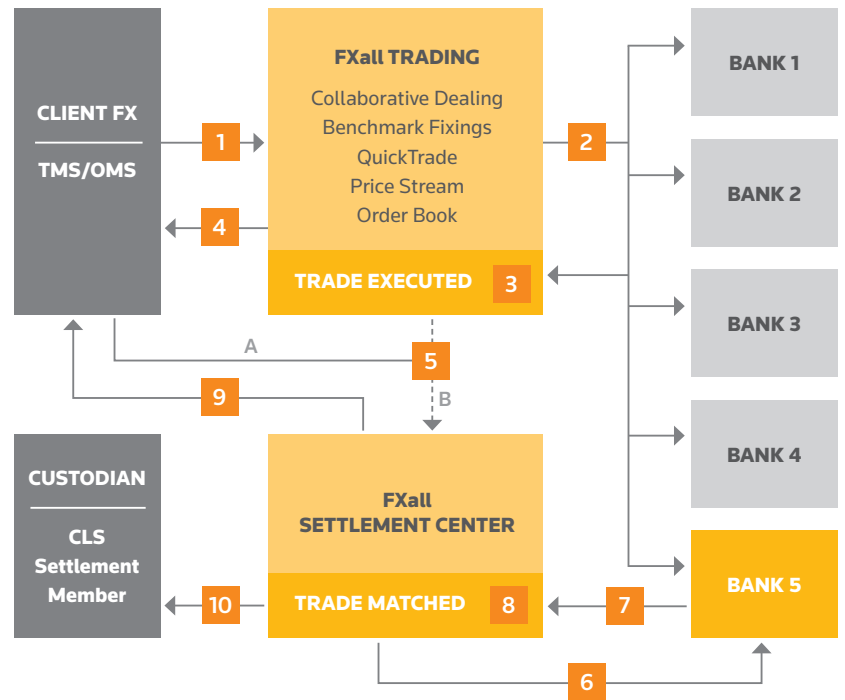 CLIENT FX
TMS/OMS
1
4
FXall TRADING
Collaborative Dealing
Benchmark Fixings
QuickTrade
Price Stream
Order Book
TRADE EXECUTED 3
2
BANK 1
BANK 2
BANK 3
BANK 4
BANK 5
A
5
B
9
CUSTODIAN
CLS
Settlement
Member
10
FXall
SETTLEMENT CENTER
TRADE MATCHED 8
7
6